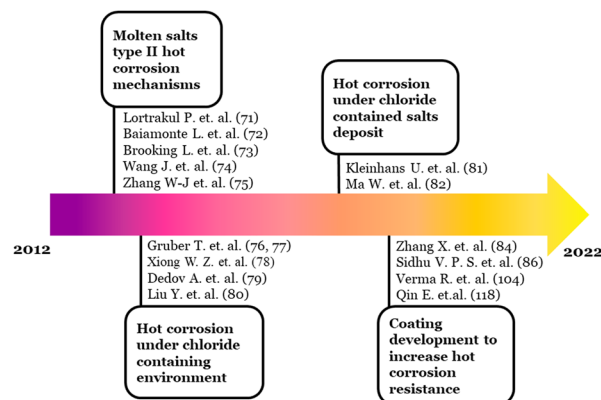 Molten salts
type II hot
corrosion
mechanisms
Lortrakul P. et. al. (71)
Baiamonte L. et. al. (72)
Brooking L. et. al. (73)
Wang J. et. al. (74)
Zhang W-J et. al. (75)
Hot corrosion
under chloride
contained salts
deposit
Kleinhans U. et. al. (81)
Ma W. et. al. (82)
2012
2022
Gruber T. et. al. (76, 77)
Xiong W. Z. et. al. (78)
Dedov A. et. al. (79)
Liu Y. et. al. (80)
Hot corrosion
under chloride
containing
environment
Zhang X. et. al. (84)
Sidhu V. P. S. et. al. (86)
Verma R. et. al. (104)
Qin E. et.al. (118)
Coating
development to
increase hot
corrosion
resistance